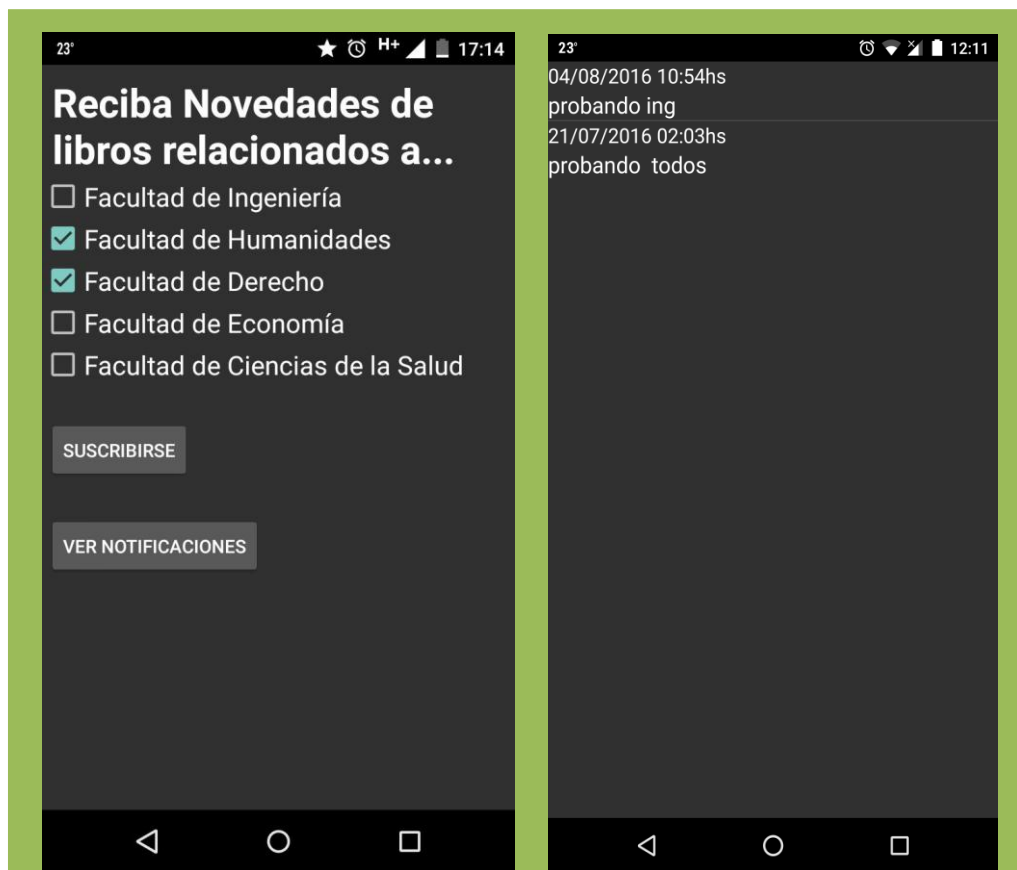 23°
H+ 17:14
Reciba Novedades de
libros relacionados a...
Facultad de Ingeniería
Facultad de Humanidades
Facultad de Derecho
Facultad de Economía
Facultad de Ciencias de la Salud
SUSCRIBIRSE
VER NOTIFICACIONES
23°
12:11
04/08/2016 10:54hs
probando ing
21/07/2016 02:03hs
probando  todos